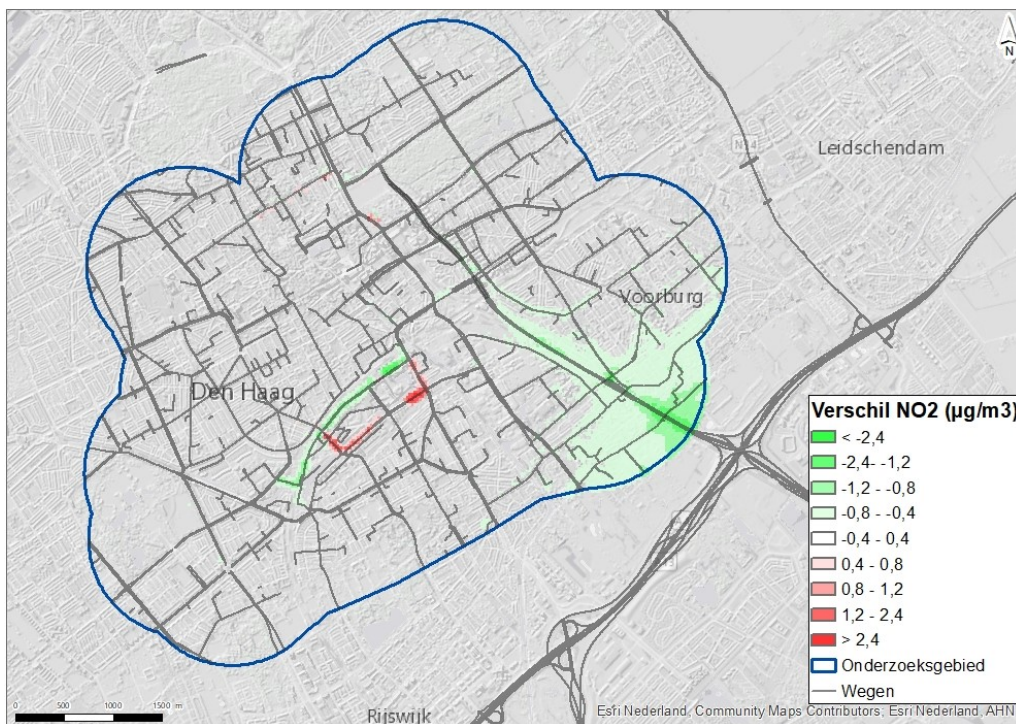 N
N14
Leidschendam
Voorburg
Den Haag
Rijswijk
Verschil NO2 (µg/m3)
< -2,4
-2,4- -1,2
-1,2 - -0,8
-0,8 - -0,4
-0,4 - 0,4
0,4 - 0,8
0,8 - 1,2
1,2 - 2,4
> 2,4
Onderzoeksgebied
Wegen
0 500 1000 1500 m
Esri Nederland, Community Maps Contributors, Esri Nederland, AHN